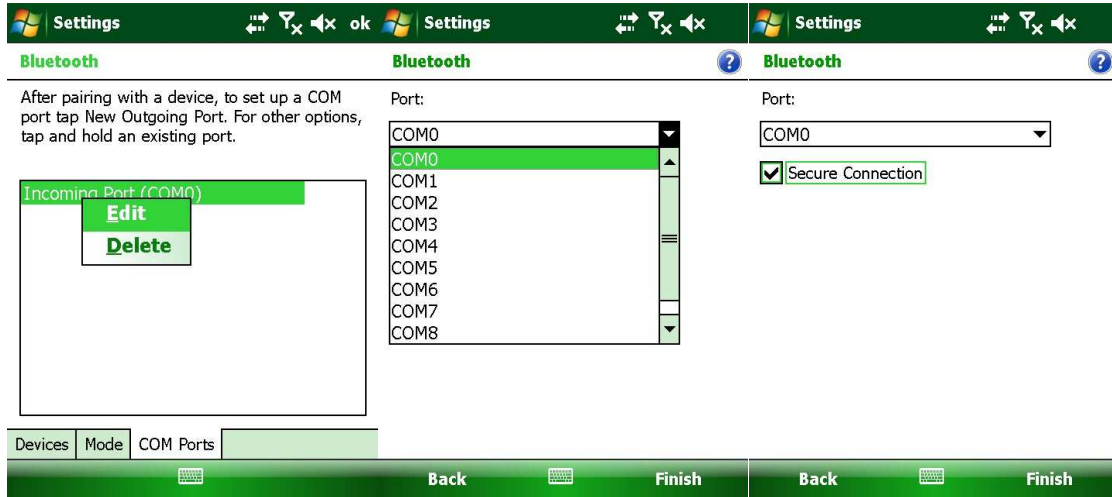 Settings
ok
Bluetooth
After pairing with a device, to set up a COM
port tap New Outgoing Port. For other options,
tap and hold an existing port.
Incoming Port (COM0)
Edit
Delete
Devices
Mode
COM Ports
Settings
Bluetooth
?
Port:
COM0
COM0
COM1
COM2
COM3
COM4
COM5
COM6
COM7
COM8
Back
Finish
Settings
Bluetooth
?
Port:
COM0
Secure Connection
Back
Finish